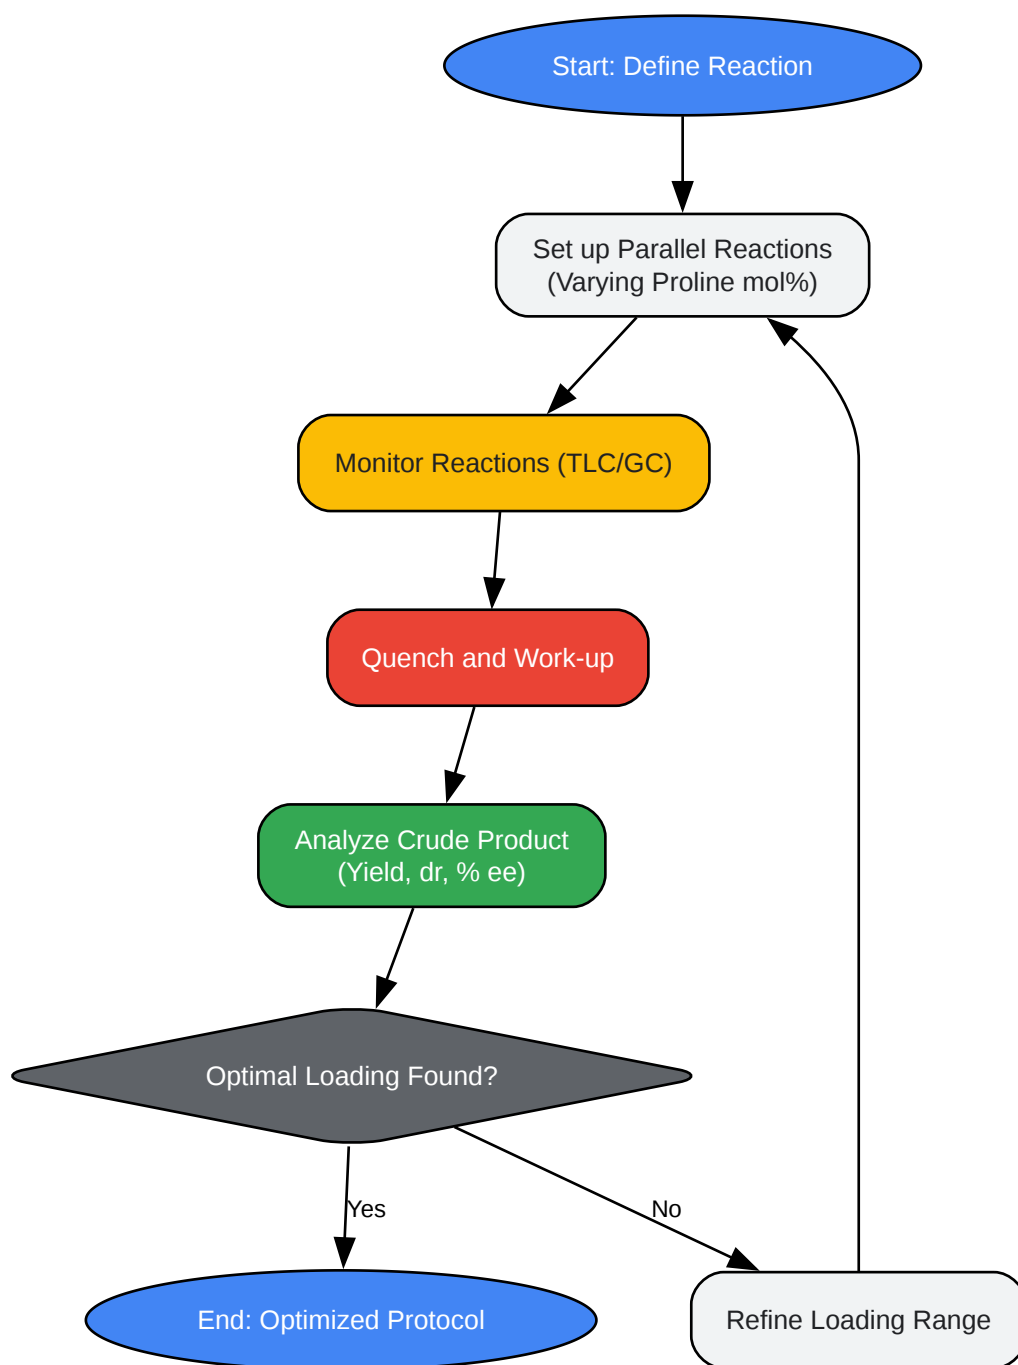 Start: Define Reaction
Set up Parallel Reactions
(Varying Proline mol%)
Monitor Reactions (TLC/GC)
Quench and Work-up
Analyze Crude Product
(Yield, dr, % ee)
Optimal Loading Found?
Yes
No
End: Optimized Protocol
Refine Loading Range